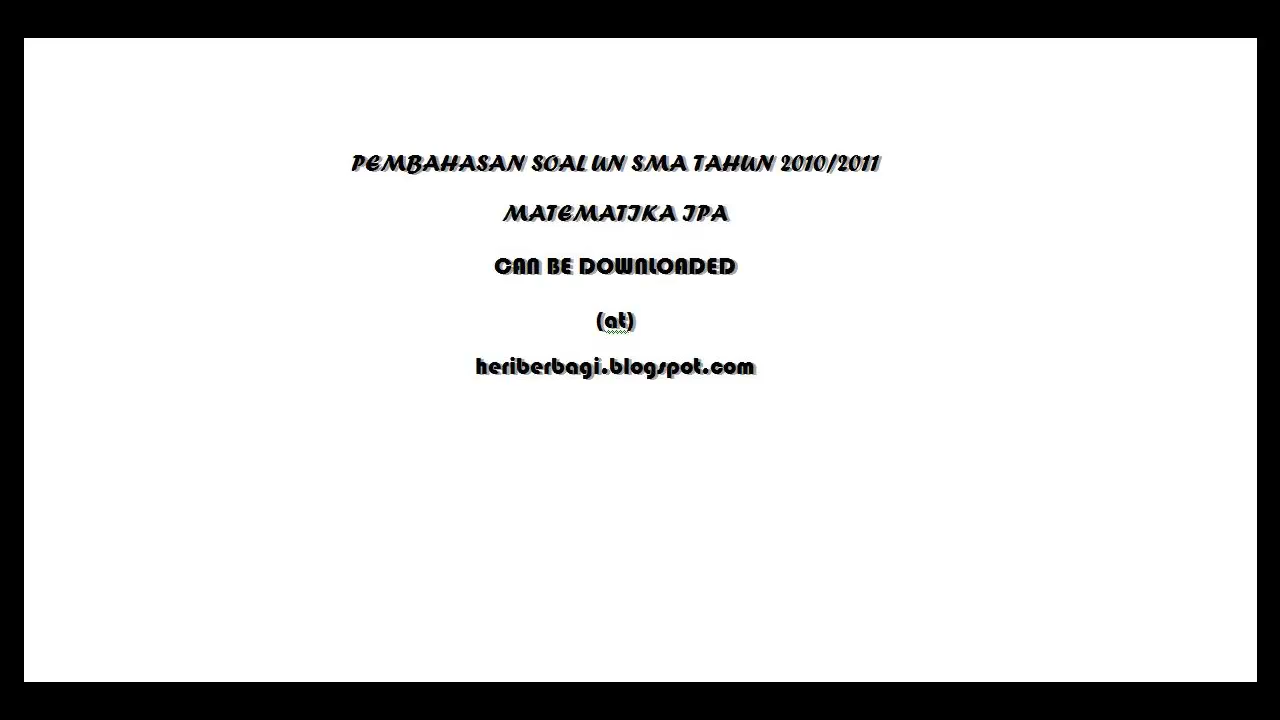 PEMBAHASAN SOAL UN SMA TAHUN 2010/2011
MATEMATIKA IPA
CAN BE DOWNLOADED
(at)
heriberbagi.blogspot.com